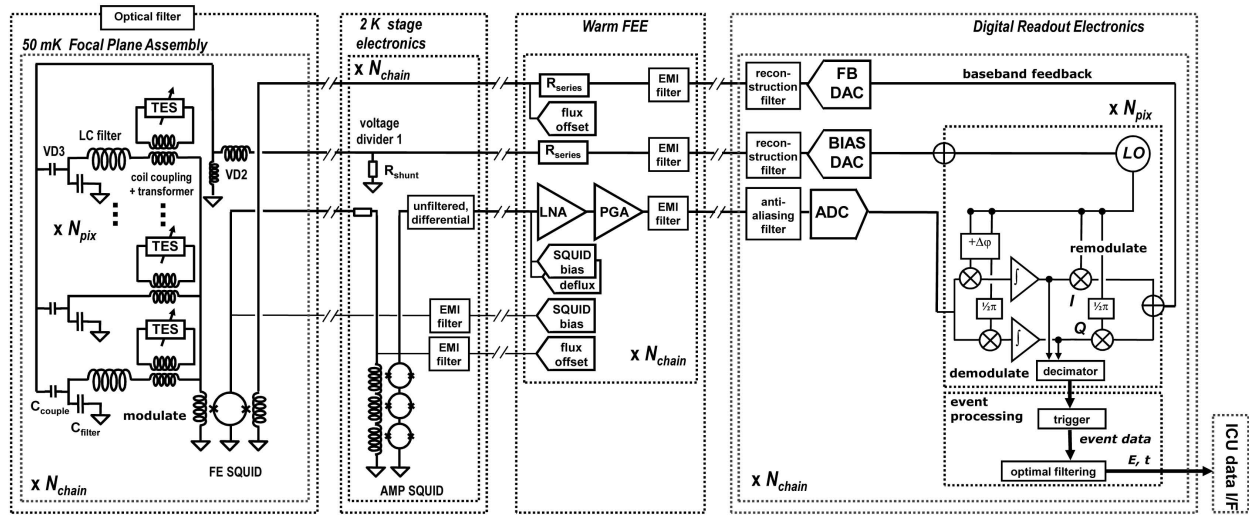 Optical filter
50 mK Focal Plane Assembly
2 K stage
electronics
Warm FEE
Digital Readout Electronics
x N_chain
TES
LC filter
VD3
coil coupling
+ transformer
VD2
x N_pix
TES
TES
C_couple
C_filter
modulate
FE SQUID
x N_chain
voltage
divider 1
R_shunt
unfiltered,
differential
EMI
filter
EMI
filter
AMP SQUID
R_series
flux
offset
EMI
filter
R_series
EMI
filter
LNA
PGA
EMI
filter
SQUID
bias
deflux
SQUID
bias
flux
offset
x N_chain
recon-
struction
filter
FB
DAC
baseband feedback
x N_pix
recon-
struction
filter
BIAS
DAC
LO
anti-
aliasing
filter
ADC
+Δφ
remodulate
∫
I
½π
½π
Q
∫
demodulate
decimator
event
processing
trigger
event data
optimal filtering
E, t
x N_chain
ICU data I/F